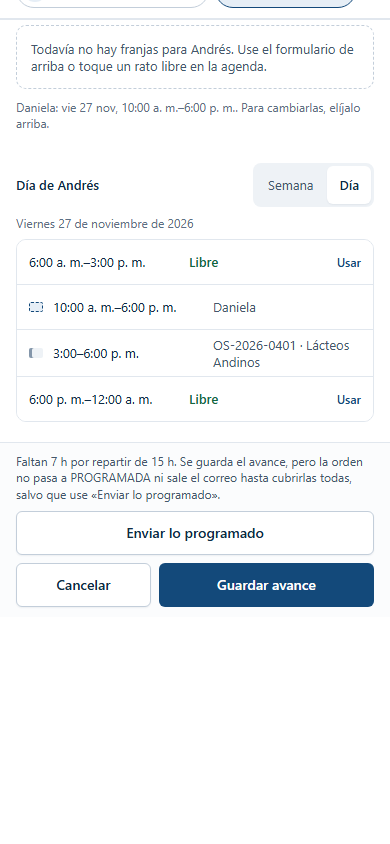 Todavía no hay franjas para Andrés. Use el formulario de
arriba o toque un rato libre en la agenda.
Daniela: vie 27 nov, 10:00 a. m.–6:00 p. m.. Para cambiarlas, elíjalo
arriba.
Día de Andrés
Semana
Día
Viernes 27 de noviembre de 2026
6:00 a. m.–3:00 p. m. Libre Usar
10:00 a. m.–6:00 p. m. Daniela
3:00–6:00 p. m. OS-2026-0401 · Lácteos
Andinos
6:00 p. m.–12:00 a. m. Libre Usar
Faltan 7 h por repartir de 15 h. Se guarda el avance, pero la orden
no pasa a PROGRAMADA ni sale el correo hasta cubrirlas todas,
salvo que use «Enviar lo programado».
Enviar lo programado
Cancelar
Guardar avance